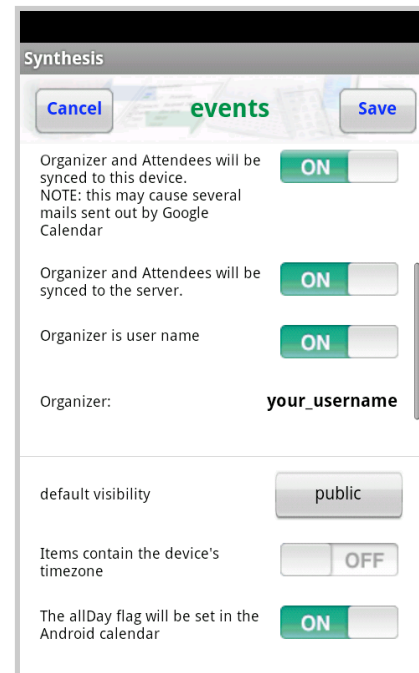 Synthesis
Cancel
events
Save
Organizer and Attendees will be
synced to this device.
NOTE: this may cause several
mails sent out by Google
Calendar
ON
Organizer and Attendees will be
synced to the server.
ON
Organizer is user name
ON
Organizer:
your_username
default visibility
public
Items contain the device's
timezone
OFF
The allDay flag will be set in the
Android calendar
ON